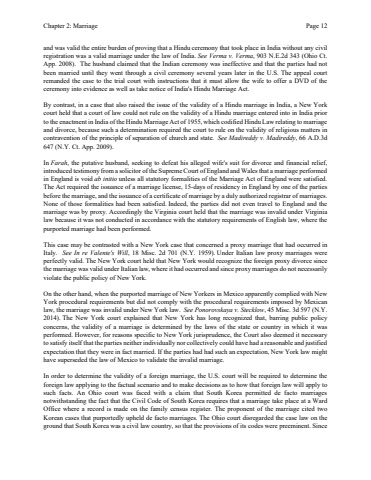 Chapter 2: Marriage Page 12
and was valid the entire burden of proving that a Hindu ceremony that took place in India without any civil
registration was a valid marriage under the law of India. See Verma v. Verma, 903 N.E.2d 343 (Ohio Ct.
App. 2008). The husband claimed that the Indian ceremony was ineffective and that the parties had not
been married until they went through a civil ceremony several years later in the U.S. The appeal court
remanded the case to the trial court with instructions that it must allow the wife to offer a DVD of the
ceremony into evidence as well as take notice of India's Hindu Marriage Act.
By contrast, in a case that also raised the issue of the validity of a Hindu marriage in India, a New York
court held that a court of law could not rule on the validity of a Hindu marriage entered into in India prior
to the enactment in India of the Hindu Marriage Act of 1955, which codified Hindu Law relating to marriage
and divorce, because such a determination required the court to rule on the validity of religious matters in
contravention of the principle of separation of church and state. See Madireddy v. Madireddy, 66 A.D.3d
647 (N.Y. Ct. App. 2009).
In Farah, the putative husband, seeking to defeat his alleged wife's suit for divorce and financial relief,
introduced testimony from a solicitor of the Supreme Court of England and Wales that a marriage performed
in England is void ab initio unless all statutory formalities of the Marriage Act of England were satisfied.
The Act required the issuance of a marriage license, 15-days of residency in England by one of the parties
before the marriage, and the issuance of a certificate of marriage by a duly authorized registrar of marriages.
None of those formalities had been satisfied. Indeed, the parties did not even travel to England and the
marriage was by proxy. Accordingly the Virginia court held that the marriage was invalid under Virginia
law because it was not conducted in accordance with the statutory requirements of English law, where the
purported marriage had been performed.
This case may be contrasted with a New York case that concerned a proxy marriage that had occurred in
Italy. See In re Valente's Will, 18 Misc. 2d 701 (N.Y. 1959). Under Italian law proxy marriages were
perfectly valid. The New York court held that New York would recognize the foreign proxy divorce since
the marriage was valid under Italian law, where it had occurred and since proxy marriages do not necessarily
violate the public policy of New York.
On the other hand, when the purported marriage of New Yorkers in Mexico apparently complied with New
York procedural requirements but did not comply with the procedural requirements imposed by Mexican
law, the marriage was invalid under New York law. See Ponorovskaya v. Stecklow, 45 Misc. 3d 597 (N.Y.
2014). The New York court explained that New York has long recognized that, barring public policy
concerns, the validity of a marriage is determined by the laws of the state or country in which it was
performed. However, for reasons specific to New York jurisprudence, the Court also deemed it necessary
to satisfy itself that the parties neither individually nor collectively could have had a reasonable and justified
expectation that they were in fact married. If the parties had had such an expectation, New York law might
have superseded the law of Mexico to validate the invalid marriage.
In order to determine the validity of a foreign marriage, the U.S. court will be required to determine the
foreign law applying to the factual scenario and to make decisions as to how that foreign law will apply to
such facts. An Ohio court was faced with a claim that South Korea permitted de facto marriages
notwithstanding the fact that the Civil Code of South Korea requires that a marriage take place at a Ward
Office where a record is made on the family census register. The proponent of the marriage cited two
Korean cases that purportedly upheld de facto marriages. The Ohio court disregarded the case law on the
ground that South Korea was a civil law country, so that the provisions of its codes were preeminent. Since